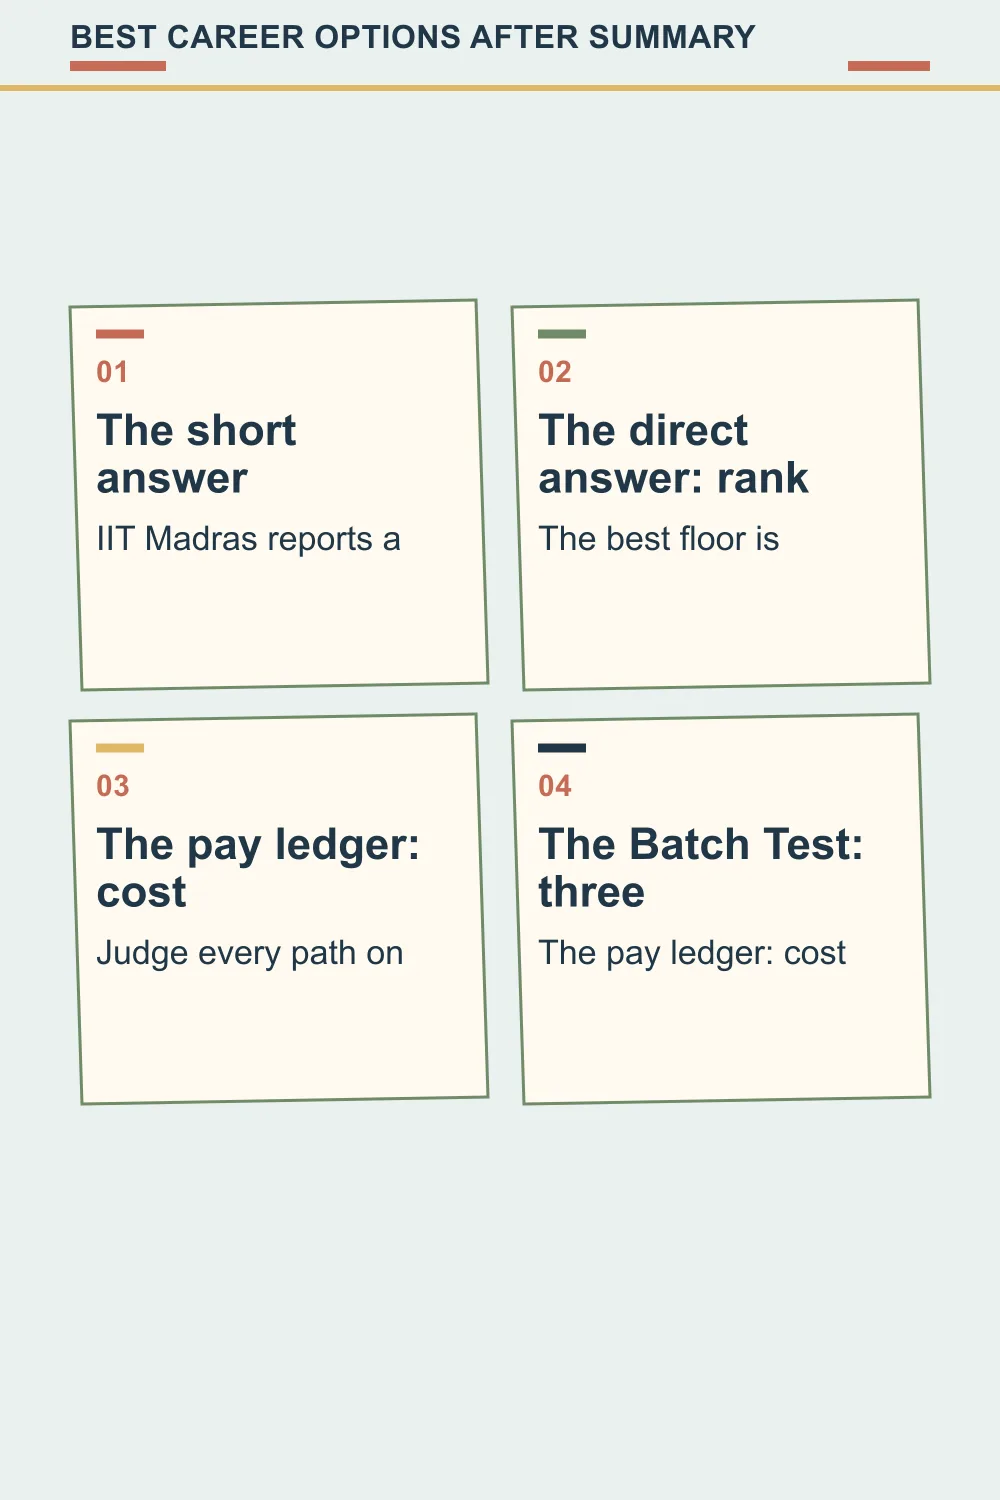 BEST CAREER OPTIONS AFTER SUMMARY
01
The short
answer
IIT Madras reports a
02
The direct
answer: rank
The best floor is
03
The pay ledger:
cost
Judge every path on
04
The Batch Test:
three
The pay ledger: cost